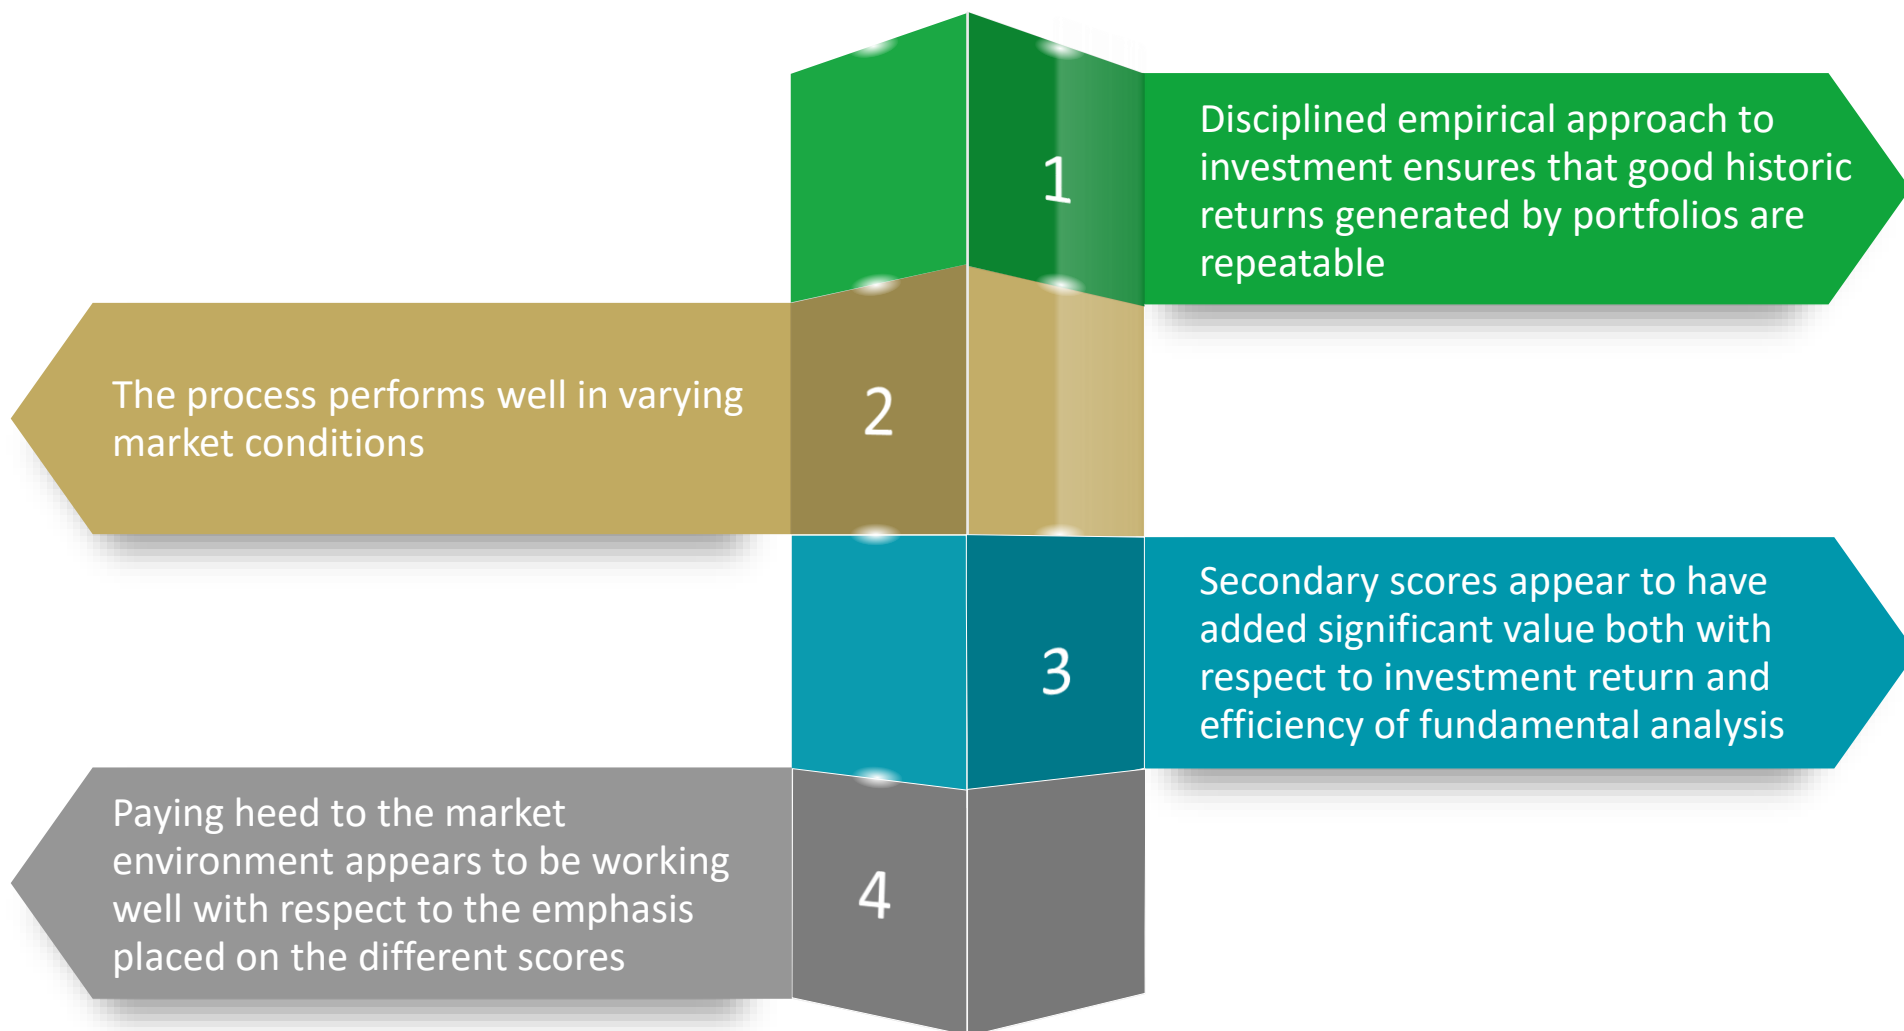 1
Disciplined empirical approach to
investment ensures that good historic
returns generated by portfolios are
repeatable
The process performs well in varying
market conditions
2
3
Secondary scores appear to have
added significant value both with
respect to investment return and
efficiency of fundamental analysis
Paying heed to the market
environment appears to be working
well with respect to the emphasis
placed on the different scores
4